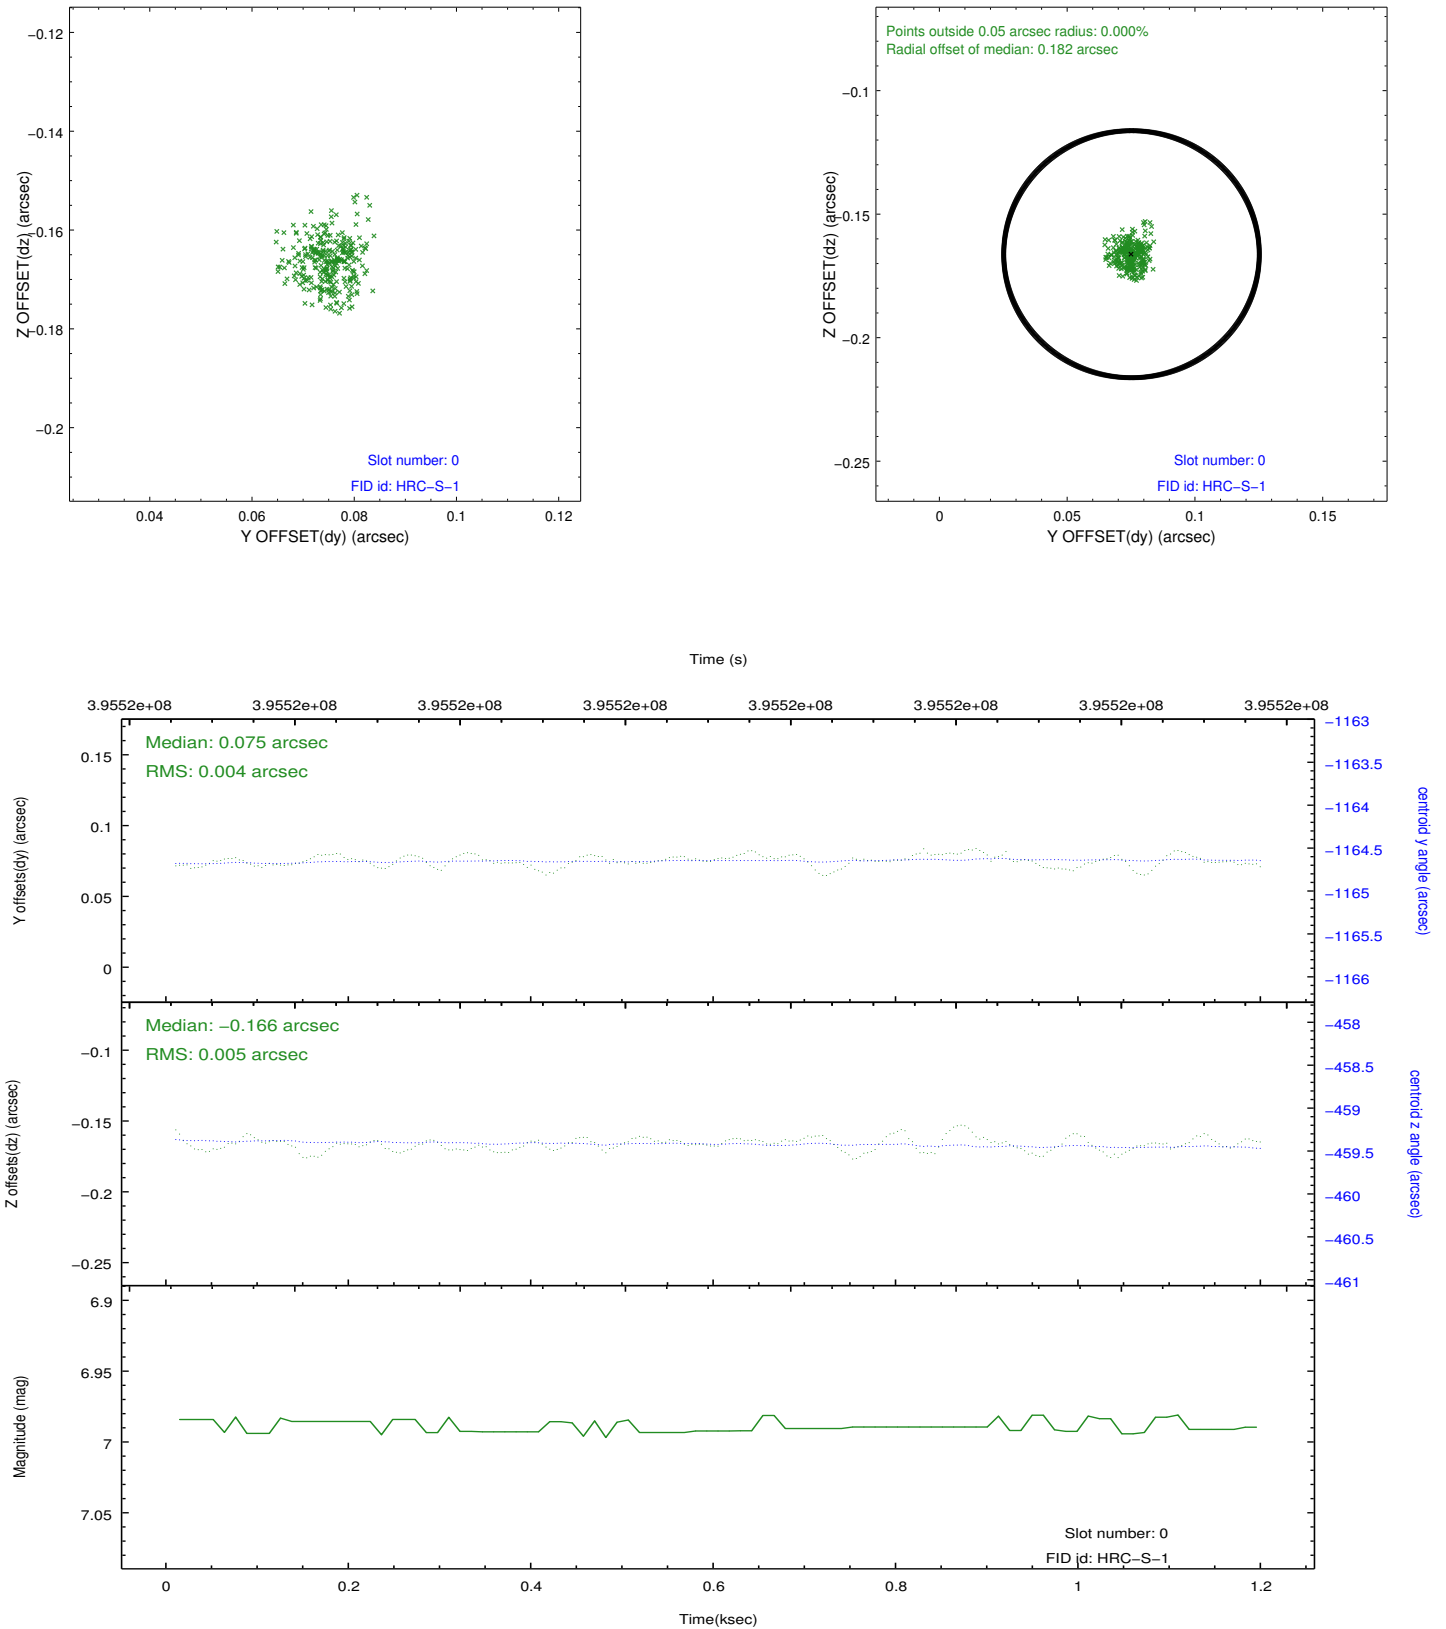 −0.12
−0.14
−0.16
−0.18
−0.2
Z OFFSET(dz) (arcsec)
Slot number: 0
FID id: HRC−S−1
0.04 0.06 0.08 0.1 0.12
Y OFFSET(dy) (arcsec)
Points outside 0.05 arcsec radius: 0.000%
Radial offset of median: 0.182 arcsec
−0.1
−0.15
−0.2
−0.25
Z OFFSET(dz) (arcsec)
Slot number: 0
FID id: HRC−S−1
0 0.05 0.1 0.15
Y OFFSET(dy) (arcsec)
Time (s)
3.9552e+08 3.9552e+08 3.9552e+08 3.9552e+08 3.9552e+08 3.9552e+08 3.9552e+08 3.9552e+08
Median: 0.075 arcsec
RMS: 0.004 arcsec
0.15
0.1
0.05
0
Y offsets(dy) (arcsec)
−1163
−1163.5
−1164
−1164.5
−1165
−1165.5
−1166
centroid y angle (arcsec)
Median: −0.166 arcsec
RMS: 0.005 arcsec
−0.1
−0.15
−0.2
−0.25
Z offsets(dz) (arcsec)
−458
−458.5
−459
−459.5
−460
−460.5
−461
centroid z angle (arcsec)
6.9
6.95
7
7.05
Magnitude (mag)
Slot number: 0
FID id: HRC−S−1
0 0.2 0.4 0.6 0.8 1 1.2
Time(ksec)